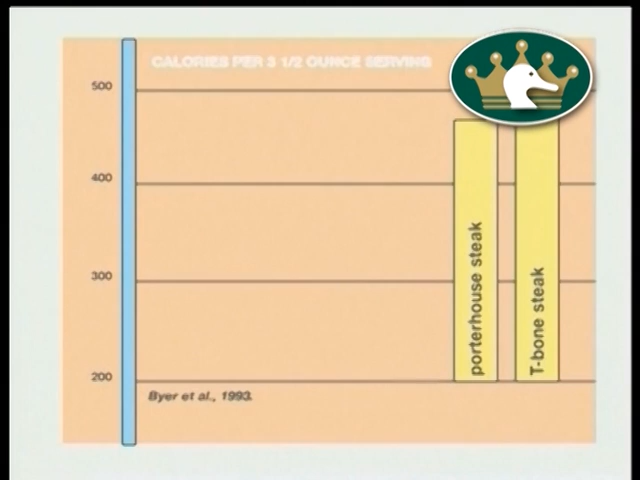 CALORIES PER 3 1/2 OUNCE SERVING
500
400
300
200
porterhouse steak
T-bone steak
Byer et al., 1993.